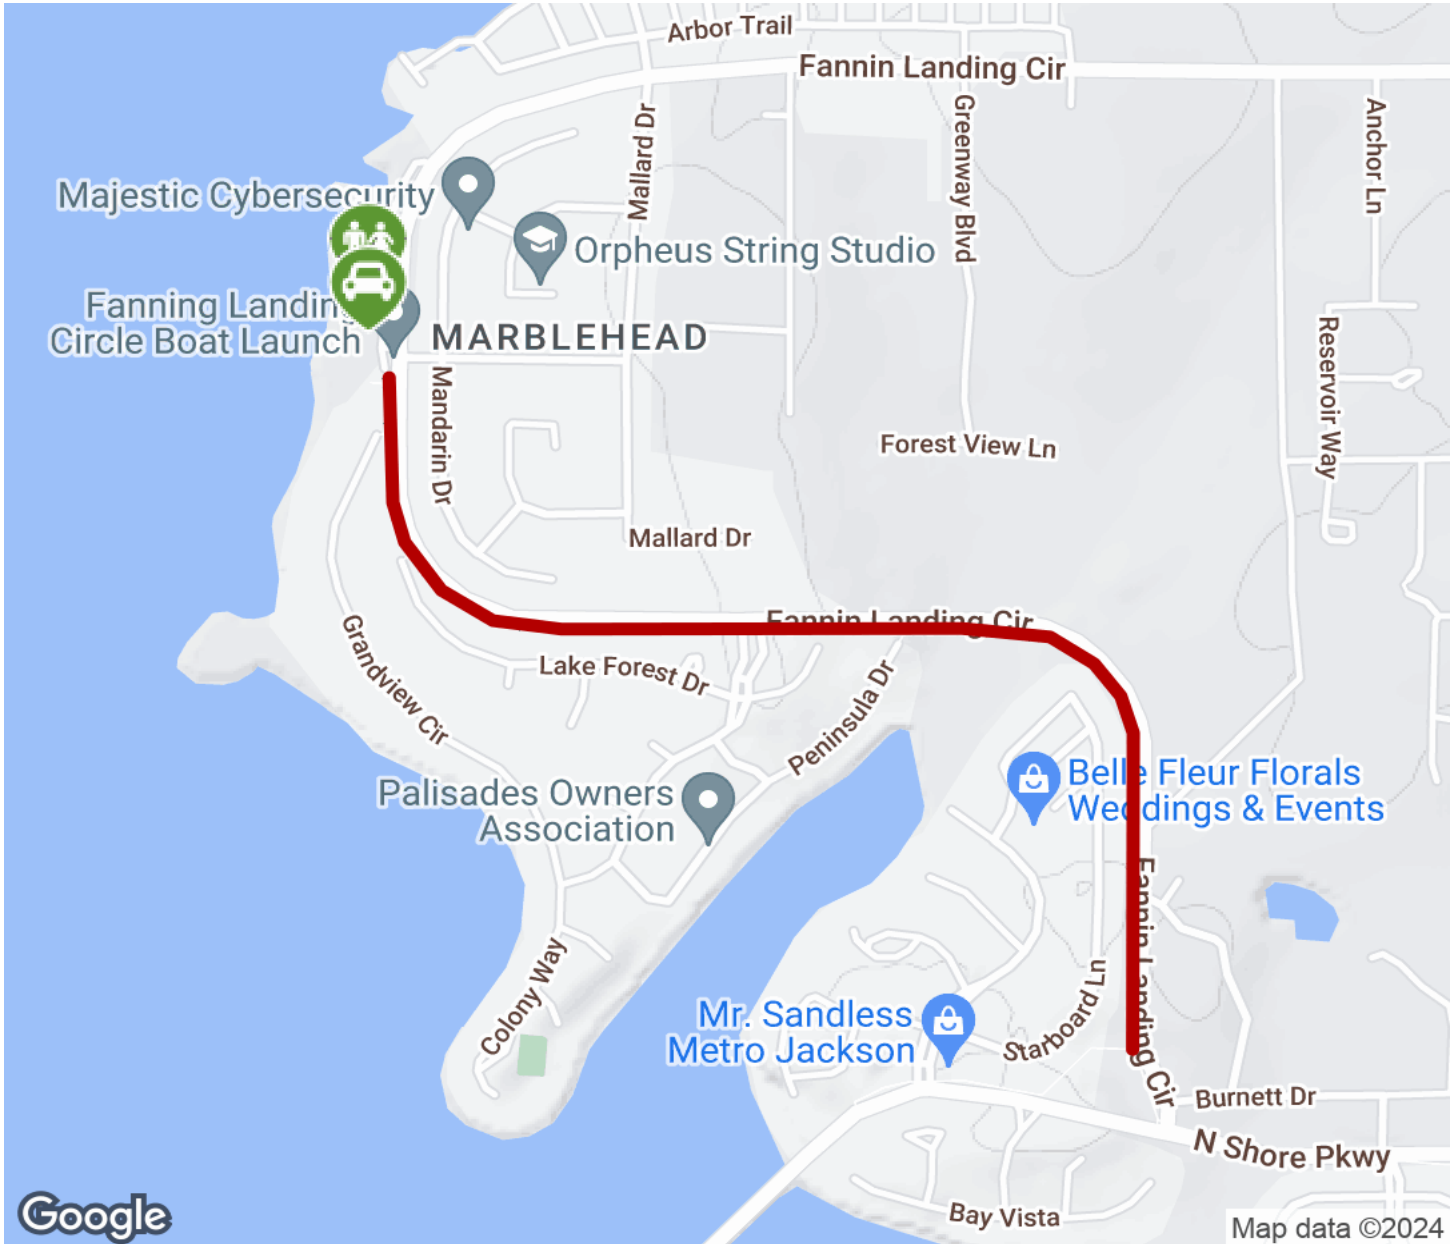 Arbor Trail
Fannin Landing Cir
Mallard Dr
Greenway Blvd
Anchor Ln
Majestic Cybersecurity
Orpheus String Studio
Fanning Landing
Circle Boat Launch
MARBLEHEAD
Mandarin Dr
Reservoir Way
Forest View Ln
Mallard Dr
Fannin Landing Cir
Grandview Cir
Lake Forest Dr
Peninsula Dr
Belle Fleur Florals
Weddings & Events
Palisades Owners
Association
Fannin Landing Cir
Colony Way
Starboard Ln
Mr. Sandless
Metro Jackson
Burnett Dr
N Shore Pkwy
Bay Vista
Google
Map data ©2024